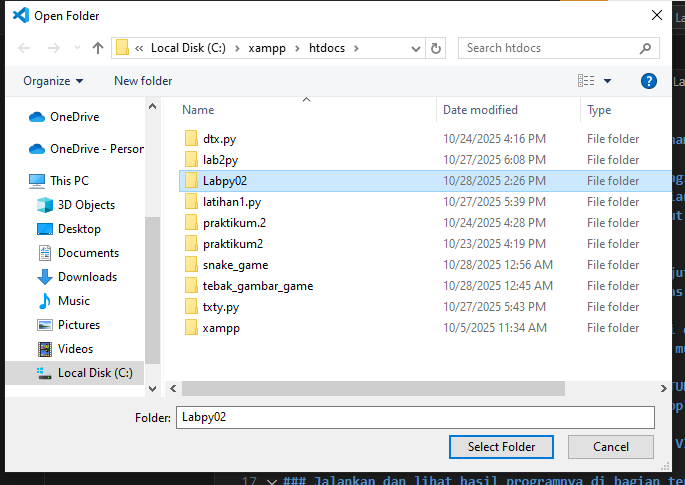 Open Folder
« Local Disk (C:) > xampp > htdocs >
Search htdocs
Organize
New folder
Name
Date modified
Type
OneDrive
OneDrive - Person
This PC
3D Objects
Desktop
Documents
Downloads
Music
Pictures
Videos
Local Disk (C:)
dtx.py 10/24/2025 4:16 PM File folder
lab2py 10/27/2025 6:08 PM File folder
Labpy02 10/28/2025 2:26 PM File folder
latihan1.py 10/27/2025 5:39 PM File folder
praktikum.2 10/24/2025 4:28 PM File folder
praktikum2 10/23/2025 4:19 PM File folder
snake_game 10/28/2025 12:56 AM File folder
tebak_gambar_game 10/28/2025 12:45 AM File folder
txty.py 10/27/2025 5:43 PM File folder
xampp 10/5/2025 11:34 AM File folder
Folder: Labpy02
Select Folder
Cancel
17 ### Jalankan dan lihat hasil programnya di bagian